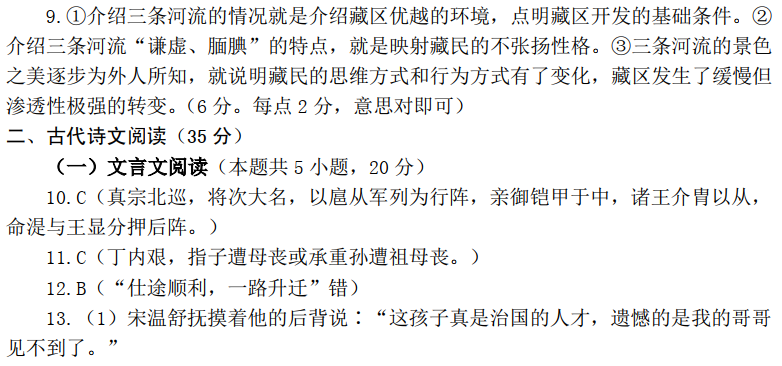 9.①介绍三条河流的情况就是介绍藏区优越的环境，点明藏区开发的基础条件。②
介绍三条河流“谦虚、腼腆”的特点，就是映射藏民的不张扬性格。③三条河流的景色
之美逐步为外人所知，就说明藏民的思维方式和行为方式有了变化，藏区发生了缓慢但
渗透性极强的转变。（6 分。每点 2 分，意思对即可）
二、古代诗文阅读（35 分）
（一）文言文阅读（本题共 5 小题，20 分）
10.C（真宗北巡，将次大名，以扈从军列为行阵，亲御铠甲于中，诸王介胄以从，
命湜与王显分押后阵。）
11.C（丁内艰，指子遭母丧或承重孙遭祖母丧。）
12.B（“仕途顺利，一路升迁”错）
13.（1）宋温舒抚摸着他的后背说：“这孩子真是治国的人才，遗憾的是我的哥哥
见不到了。”